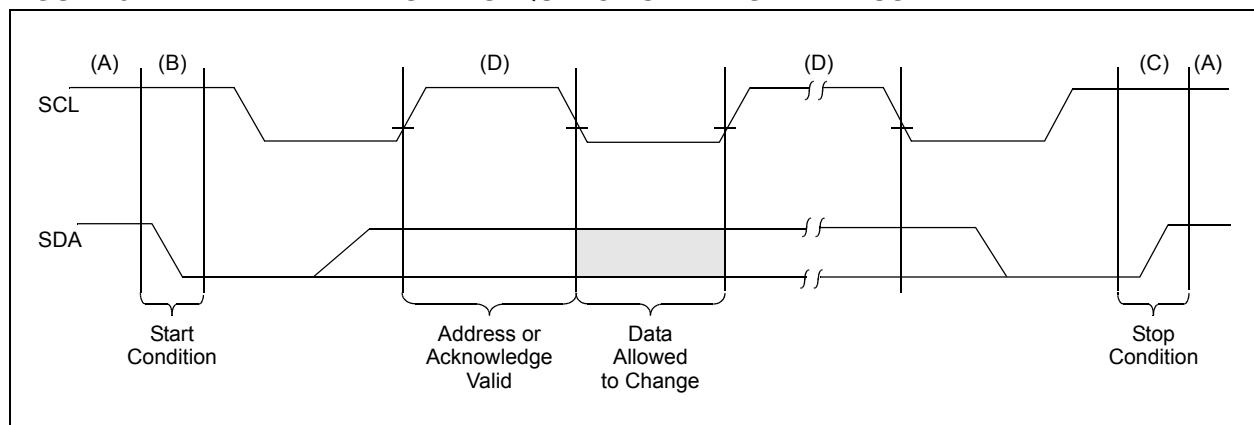 (A) (B) (D) (D) (C) (A)
SCL
SDA
Start
Condition
Address or
Acknowledge
Valid
Data
Allowed
to Change
Stop
Condition